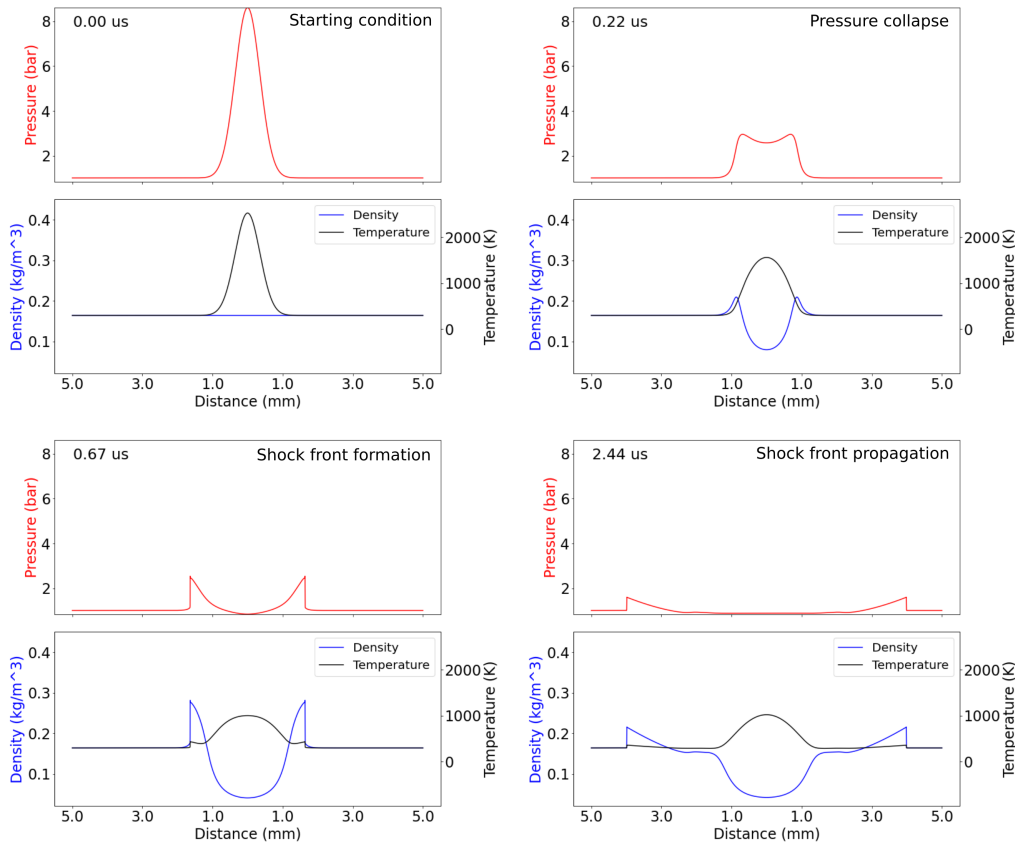 0.00 us
Starting condition
8
6
4
2
Pressure (bar)
0.4
0.3
0.2
0.1
Density (kg/m^3)
Density
Temperature
2000
1000
0
Temperature (K)
5.0 3.0 1.0 1.0 3.0 5.0
Distance (mm)
0.22 us
Pressure collapse
8
6
4
2
Pressure (bar)
0.4
0.3
0.2
0.1
Density (kg/m^3)
Density
Temperature
2000
1000
0
Temperature (K)
5.0 3.0 1.0 1.0 3.0 5.0
Distance (mm)
0.67 us
Shock front formation
8
6
4
2
Pressure (bar)
0.4
0.3
0.2
0.1
Density (kg/m^3)
Density
Temperature
2000
1000
0
Temperature (K)
5.0 3.0 1.0 1.0 3.0 5.0
Distance (mm)
2.44 us
Shock front propagation
8
6
4
2
Pressure (bar)
0.4
0.3
0.2
0.1
Density (kg/m^3)
Density
Temperature
2000
1000
0
Temperature (K)
5.0 3.0 1.0 1.0 3.0 5.0
Distance (mm)